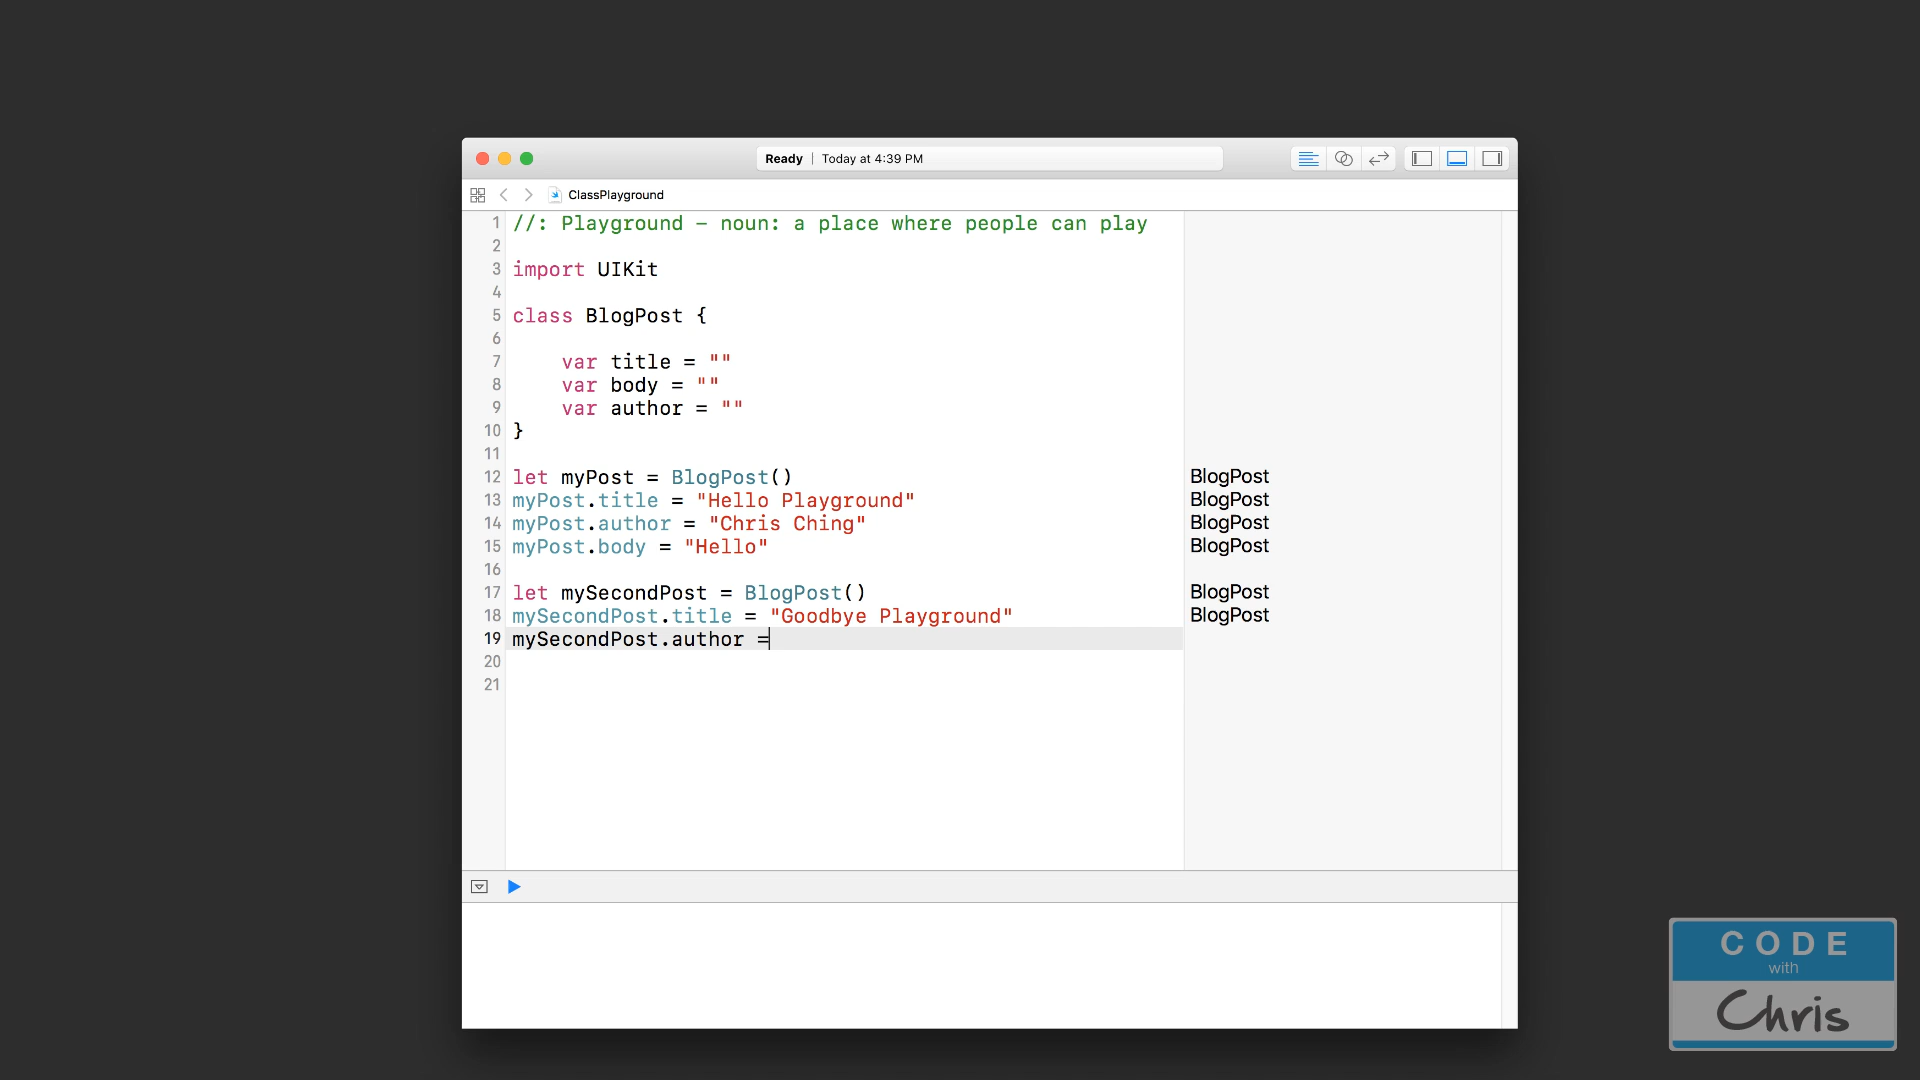 Ready | Today at 4:39 PM
ClassPlayground
1 //: Playground – noun: a place where people can play
2
3 import UIKit
4
5 class BlogPost {
6
7 var title = ""
8 var body = ""
9 var author = ""
10 }
11
12 let myPost = BlogPost() BlogPost
13 myPost.title = "Hello Playground" BlogPost
14 myPost.author = "Chris Ching" BlogPost
15 myPost.body = "Hello" BlogPost
16
17 let mySecondPost = BlogPost() BlogPost
18 mySecondPost.title = "Goodbye Playground" BlogPost
19 mySecondPost.author =
20
21
CODE
with
Chris